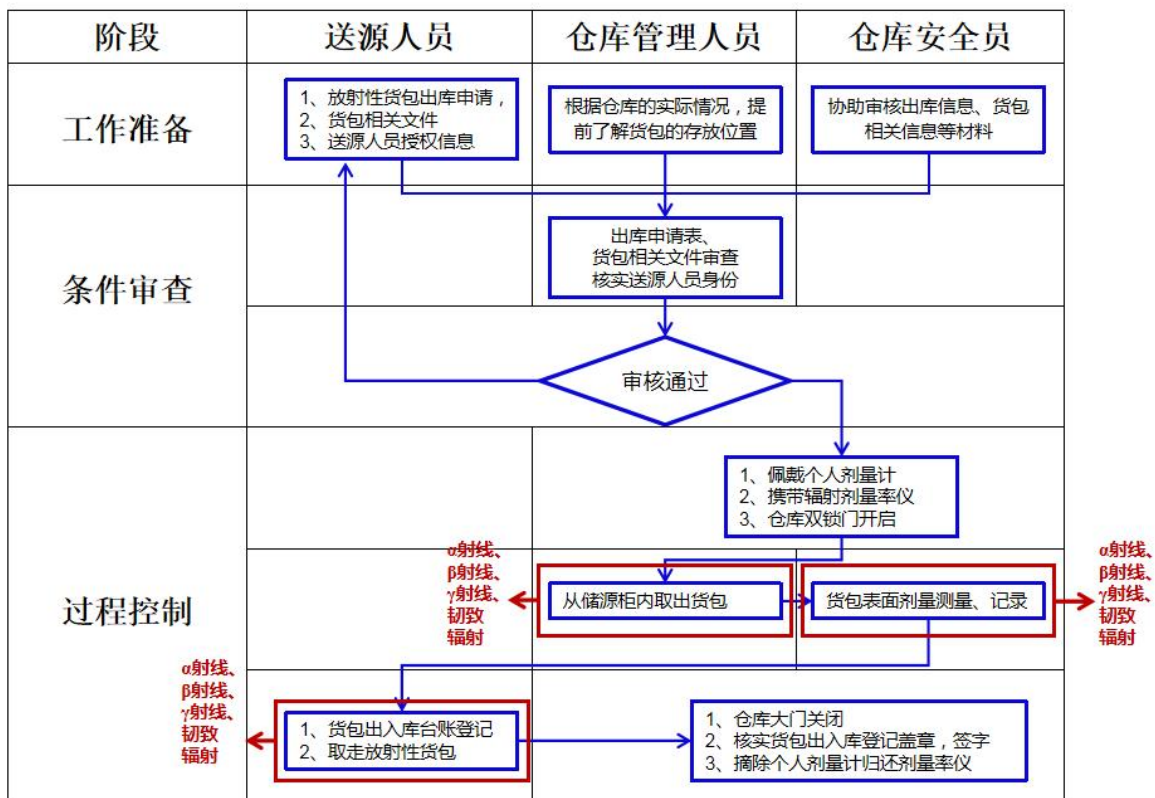 阶段
送源人员
仓库管理人员
仓库安全员
工作准备
1、放射性货包出库申请，
2、货包相关文件
3、送源人员授权信息
根据仓库的实际情况，提
前了解货包的存放位置
协助审核出库信息、货包
相关信息等材料
条件审查
出库申请表、
货包相关文件审查
核实送源人员身份
审核通过
过程控制
1、佩戴个人剂量计
2、携带辐射剂量率仪
3、仓库双锁门开启
α射线、
β射线、
γ射线、
韧致
辐射
从储源柜内取出货包
货包表面剂量测量、记录
α射线、
β射线、
γ射线、
韧致
辐射
α射线、
β射线、
γ射线、
韧致
辐射
1、货包出入库台账登记
2、取走放射性货包
1、仓库大门关闭
2、核实货包出入库登记盖章，签字
3、摘除个人剂量计归还剂量率仪